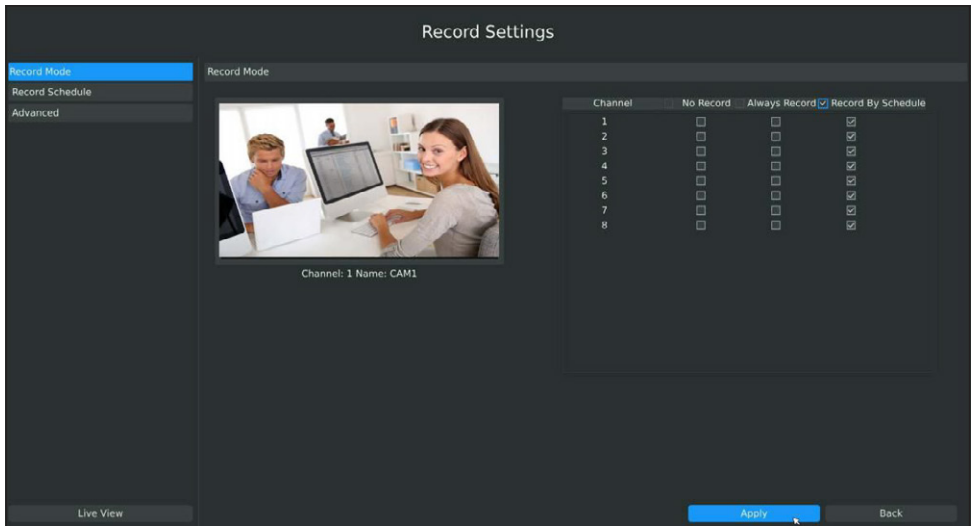 Record Settings
Record Mode
Record Schedule
Advanced
Record Mode
Channel: 1 Name: CAM1
Channel No Record Always Record Record By Schedule
1
2
3
4
5
6
7
8
Live View
Apply Back